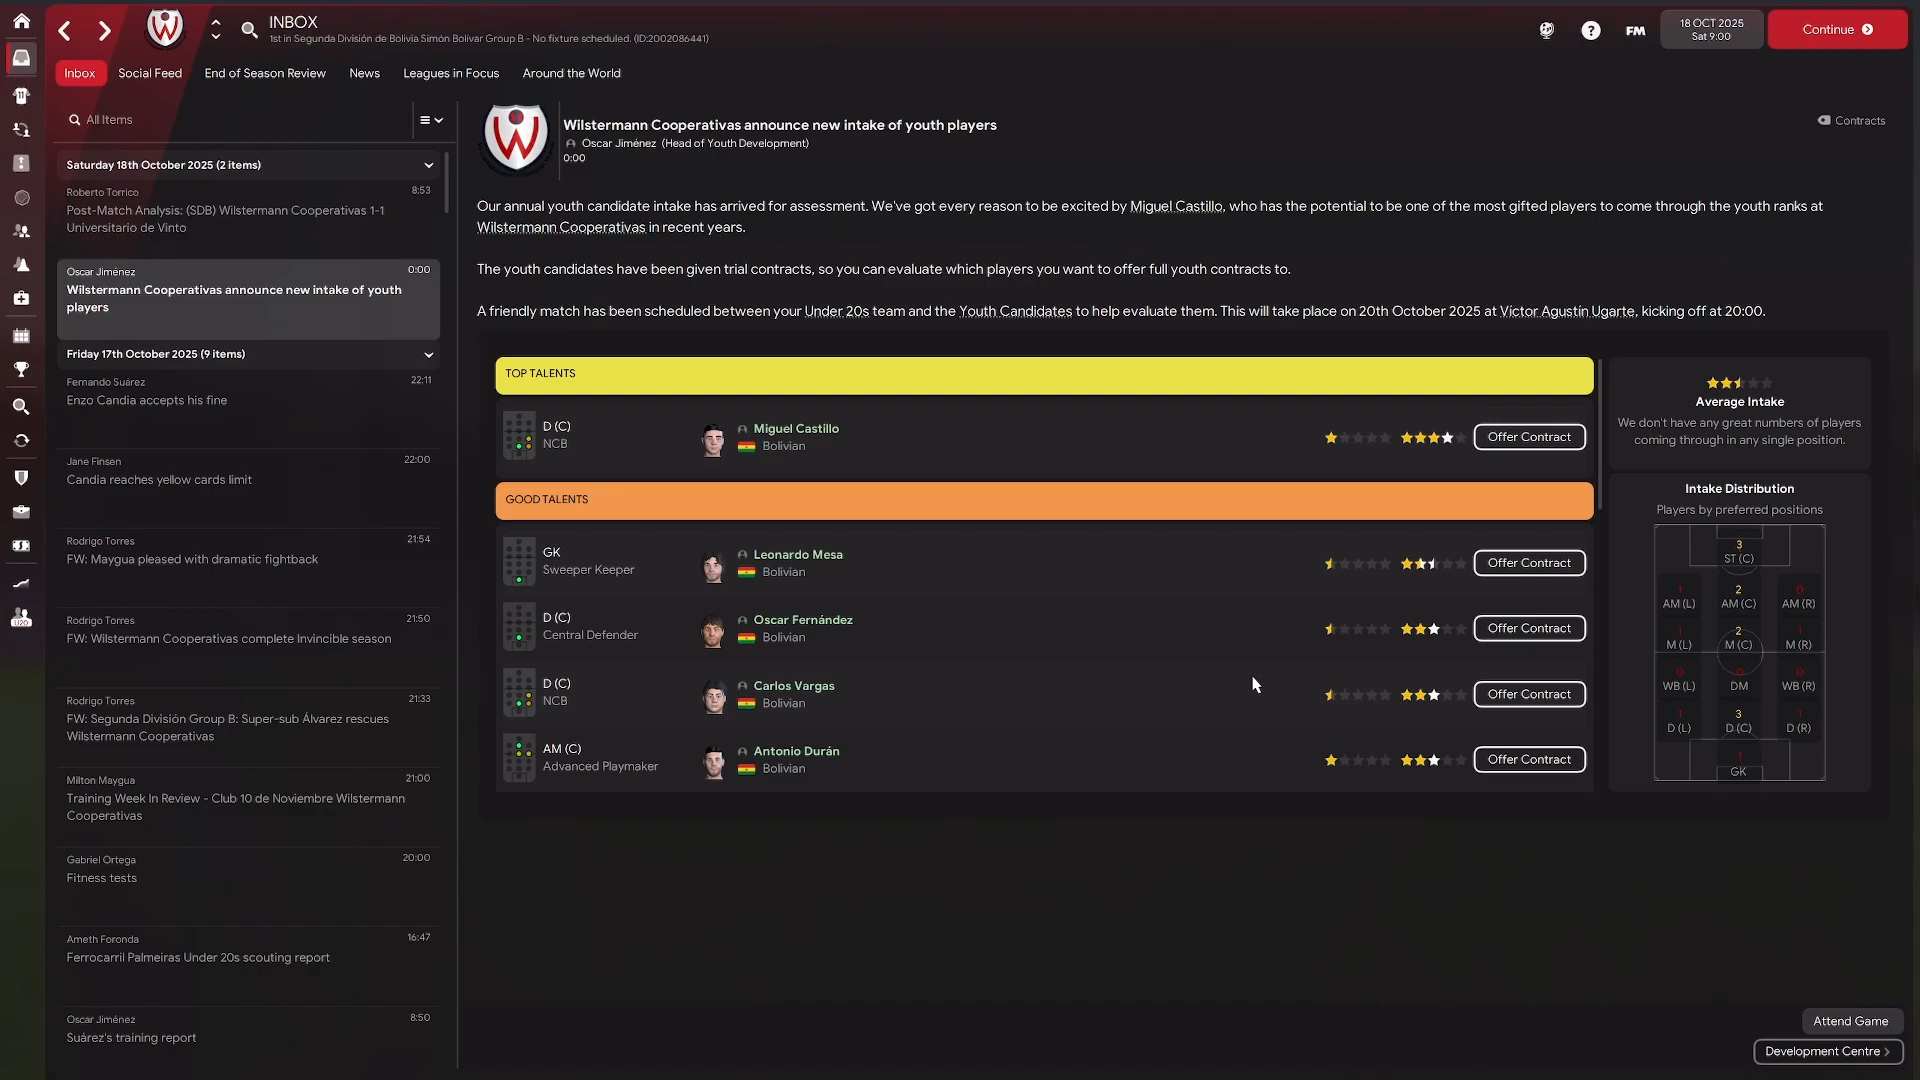 INBOX
1st in Segunda División de Bolivia Simón Bolívar Group B - No fixture scheduled. (ID:2002086441)
FM
18 OCT 2025
Sat 9:00
Continue
Inbox
Social Feed
End of Season Review
News
Leagues in Focus
Around the World
All Items
Saturday 18th October 2025 (2 items)
Roberto Torrico
8:53
Post-Match Analysis: (SDB) Wilstermann Cooperativas 1-1
Universitario de Vinto
Oscar Jiménez
0:00
Wilstermann Cooperativas announce new intake of youth
players
Friday 17th October 2025 (9 items)
Fernando Suárez
22:11
Enzo Candia accepts his fine
Jane Finsen
22:00
Candia reaches yellow cards limit
Rodrigo Torres
21:54
FW: Maygua pleased with dramatic fightback
Rodrigo Torres
21:50
FW: Wilstermann Cooperativas complete Invincible season
Rodrigo Torres
21:33
FW: Segunda División Group B: Super-sub Álvarez rescues
Wilstermann Cooperativas
Milton Maygua
21:00
Training Week In Review - Club 10 de Noviembre Wilstermann
Cooperativas
Gabriel Ortega
20:00
Fitness tests
Ameth Foronda
16:47
Ferrocarril Palmeiras Under 20s scouting report
Oscar Jiménez
8:50
Suárez's training report
U20
Wilstermann Cooperativas announce new intake of youth players
Oscar Jiménez (Head of Youth Development)
0:00
Contracts
Our annual youth candidate intake has arrived for assessment. We've got every reason to be excited by Miguel Castillo, who has the potential to be one of the most gifted players to come through the youth ranks at
Wilstermann Cooperativas in recent years.
The youth candidates have been given trial contracts, so you can evaluate which players you want to offer full youth contracts to.
A friendly match has been scheduled between your Under 20s team and the Youth Candidates to help evaluate them. This will take place on 20th October 2025 at Víctor Agustín Ugarte, kicking off at 20:00.
TOP TALENTS
D (C)
NCB
Miguel Castillo
Bolivian
Offer Contract
GOOD TALENTS
GK
Sweeper Keeper
Leonardo Mesa
Bolivian
Offer Contract
D (C)
Central Defender
Oscar Fernández
Bolivian
Offer Contract
D (C)
NCB
Carlos Vargas
Bolivian
Offer Contract
AM (C)
Advanced Playmaker
Antonio Durán
Bolivian
Offer Contract
Average Intake
We don't have any great numbers of players
coming through in any single position.
Intake Distribution
Players by preferred positions
3
ST (C)
1 2 0
AM (L) AM (C) AM (R)
1 2 1
M (L) M (C) M (R)
0 0 0
WB (L) DM WB (R)
1 3 1
D (L) D (C) D (R)
1
GK
Attend Game
Development Centre